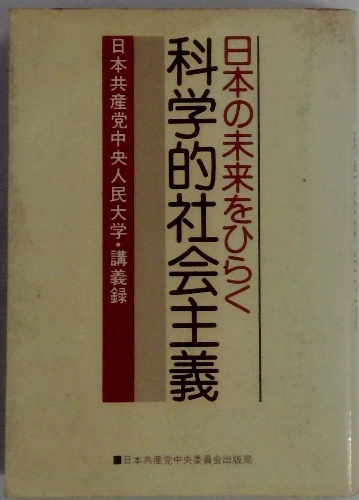 日本の未来をひらく
科学的社会主義
日本共産党中央人民大学・講義録
■日本共産党中央委員会出版局